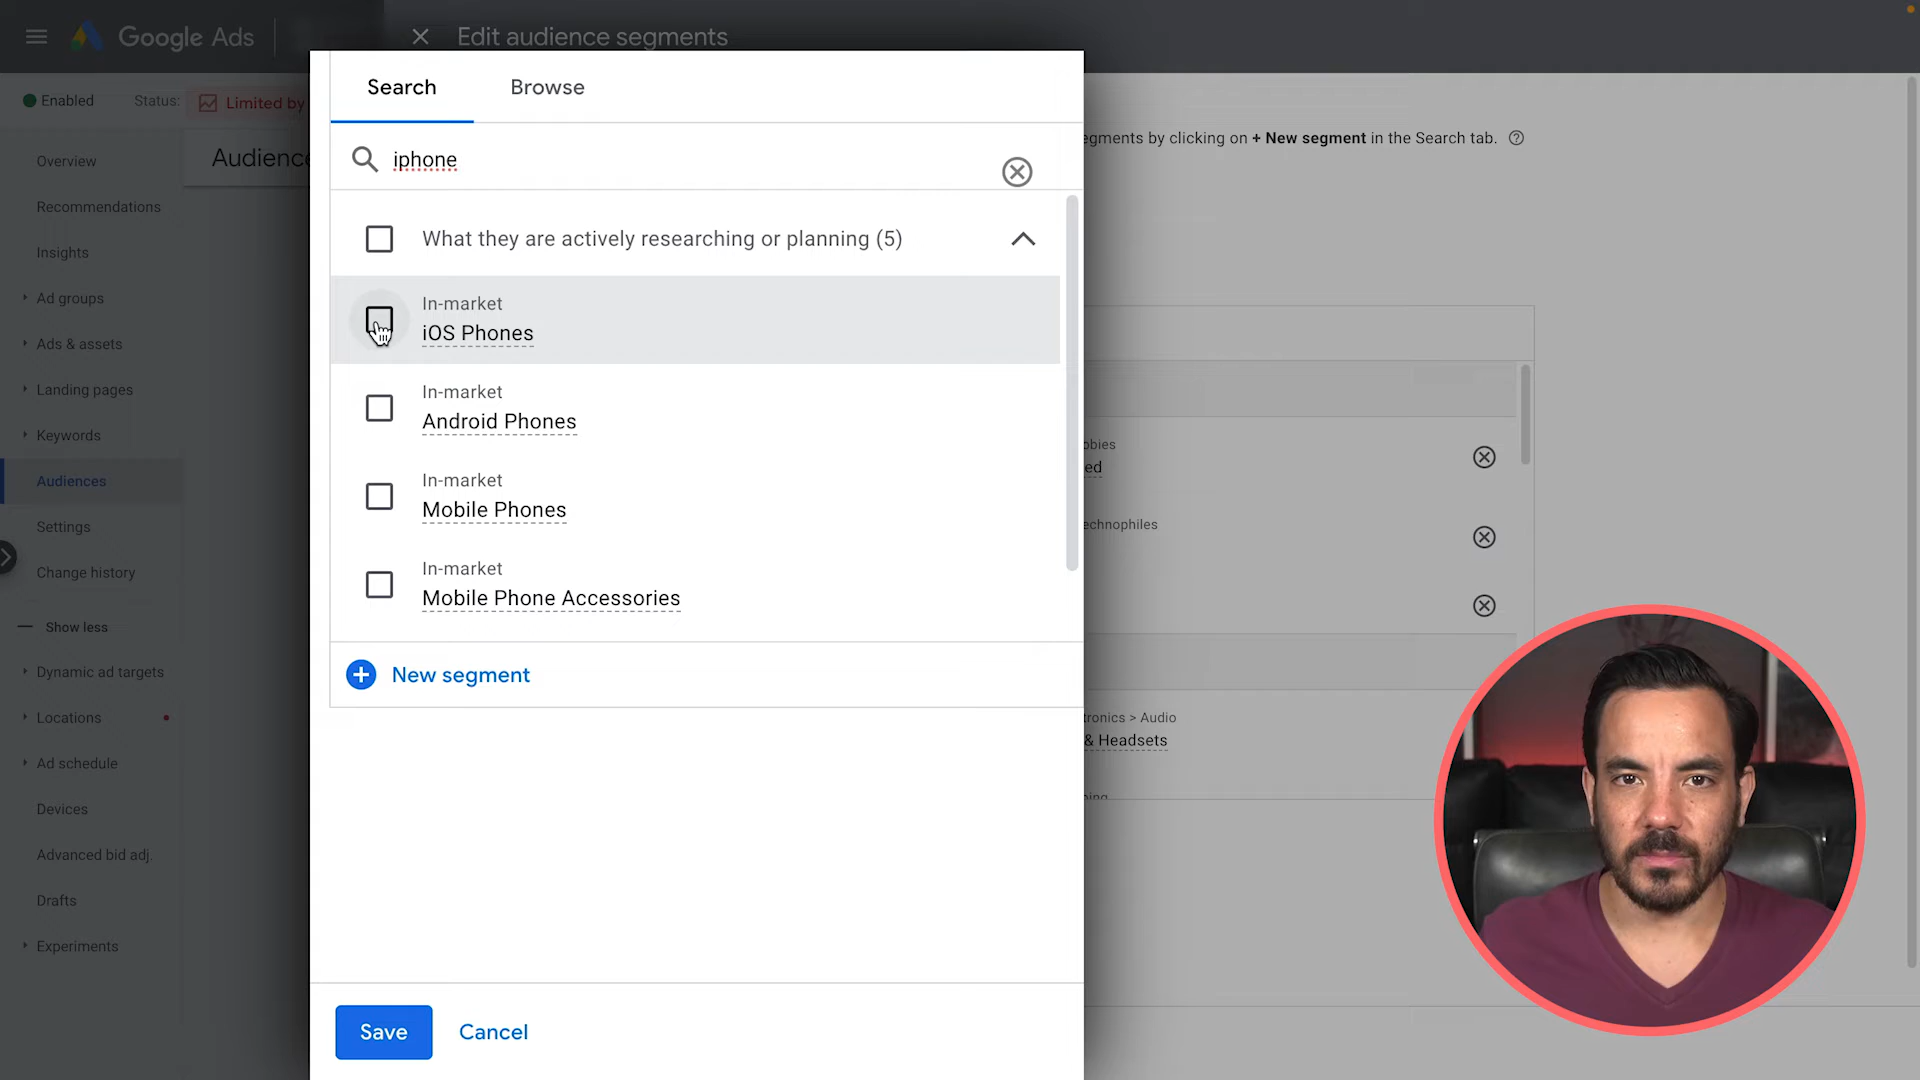 Google Ads
Edit audience segments
Enabled
Status:
Limited by
Audience
Overview
Recommendations
Insights
Ad groups
Ads & assets
Landing pages
Keywords
Audiences
Settings
Change history
Show less
Dynamic ad targets
Locations
Ad schedule
Devices
Advanced bid adj.
Drafts
Experiments
Search
Browse
iphone
What they are actively researching or planning (5)
In-market
iOS Phones
In-market
Android Phones
In-market
Mobile Phones
In-market
Mobile Phone Accessories
New segment
Save
Cancel
egments by clicking on + New segment in the Search tab.
obies
ed
echnophiles
tronics > Audio
& Headsets